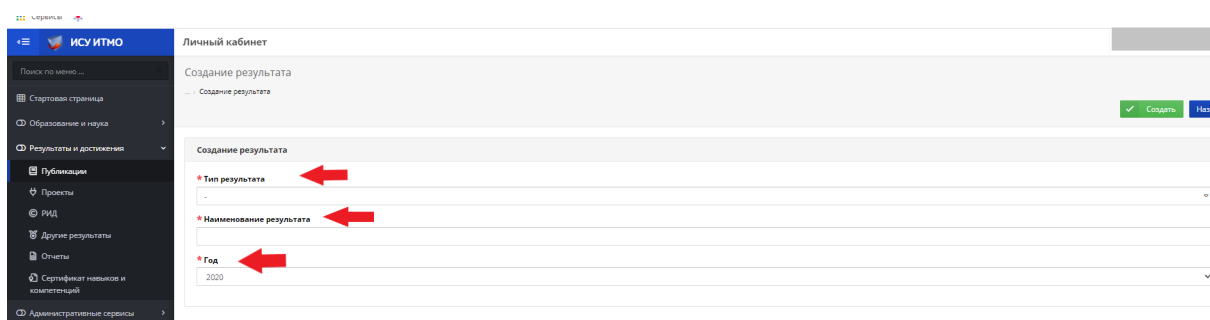 Сервисы
ИСУ ИТМО
Личный кабинет
Поиск по меню ...
Создание результата
... › Создание результата
Стартовая страница
Создать
Наз
Образование и наука
Результаты и достижения
Создание результата
Публикации
* Тип результата
-
Проекты
РИД
* Наименование результата
Другие результаты
Отчеты
* Год
2020
Сертификат навыков и
компетенций
Административные сервисы